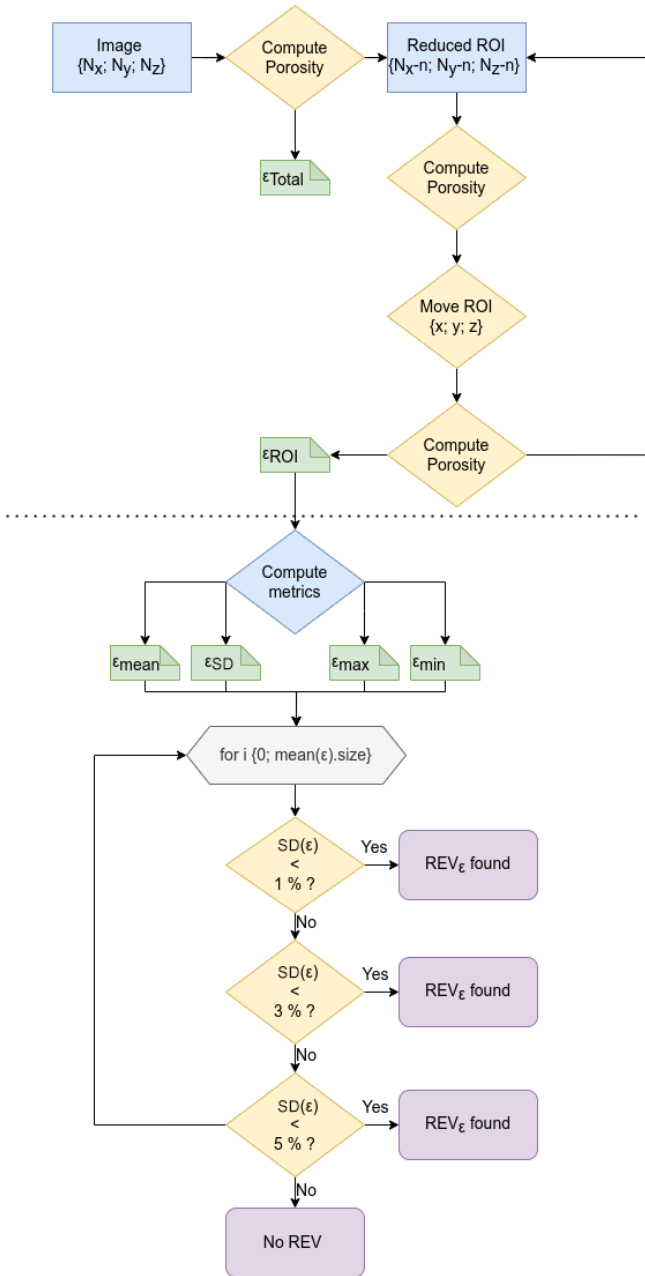 Image
{Nx; Ny; Nz}
Compute
Porosity
Reduced ROI
{Nx-n; Ny-n; Nz-n}
εTotal
Compute
Porosity
Move ROI
{x; y; z}
εROI
Compute
Porosity
Compute
metrics
εmean
εSD
εmax
εmin
for i {0; mean(ε).size}
SD(ε)
<
1 % ?
Yes
REVε found
No
SD(ε)
<
3 % ?
Yes
REVε found
No
SD(ε)
<
5 % ?
Yes
REVε found
No
No REV